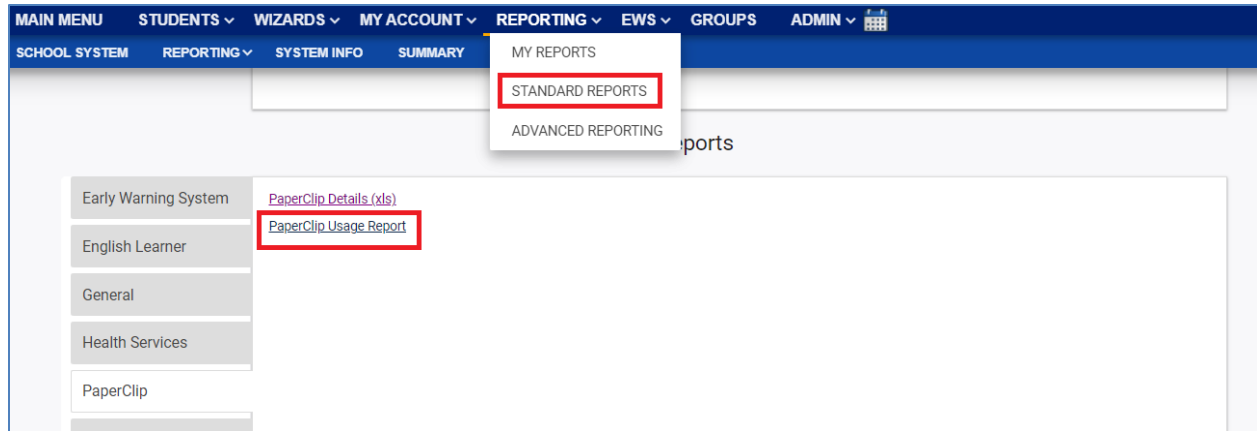 MAIN MENU STUDENTS WIZARDS MY ACCOUNT REPORTING EWS GROUPS ADMIN
SCHOOL SYSTEM REPORTING SYSTEM INFO SUMMARY
MY REPORTS
STANDARD REPORTS
ADVANCED REPORTING
Early Warning System
English Learner
General
Health Services
PaperClip
PaperClip Details (xls)
PaperClip Usage Report